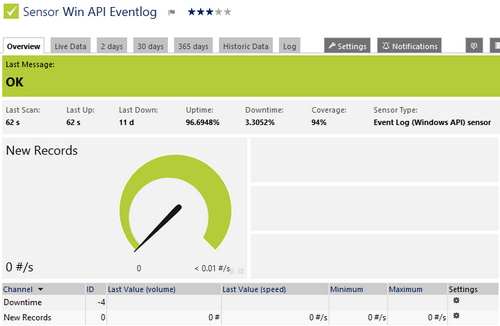 Sensor Win API Eventlog
Overview Live Data 2 days 30 days 365 days Historic Data Log Settings Notifications
Last Message:
OK
Last Scan: Last Up: Last Down: Uptime: Downtime: Coverage: Sensor Type:
62 s 62 s 11 d 96.6948% 3.3052% 94% Event Log (Windows API) sensor
New Records
0 #/s 0 < 0.01 #/s
Channel ID Last Value (volume) Last Value (speed) Minimum Maximum Settings
Downtime -4
New Records 0 0 # 0 #/s 0 #/s 0 #/s